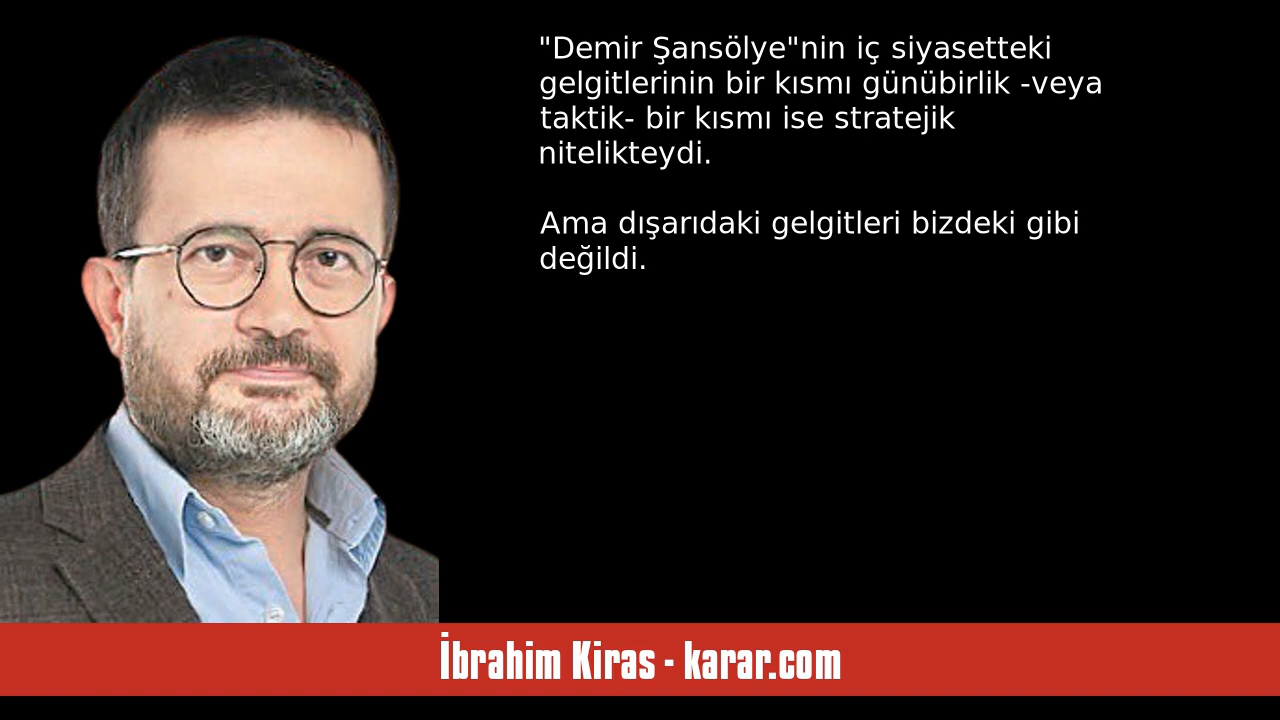 "Demir Şansölye"nin iç siyasetteki
gelgitlerinin bir kısmı günübirlik -veya
taktik- bir kısmı ise stratejik
nitelikteydi.
Ama dışarıdaki gelgitleri bizdeki gibi
değildi.
İbrahim Kiras - karar.com